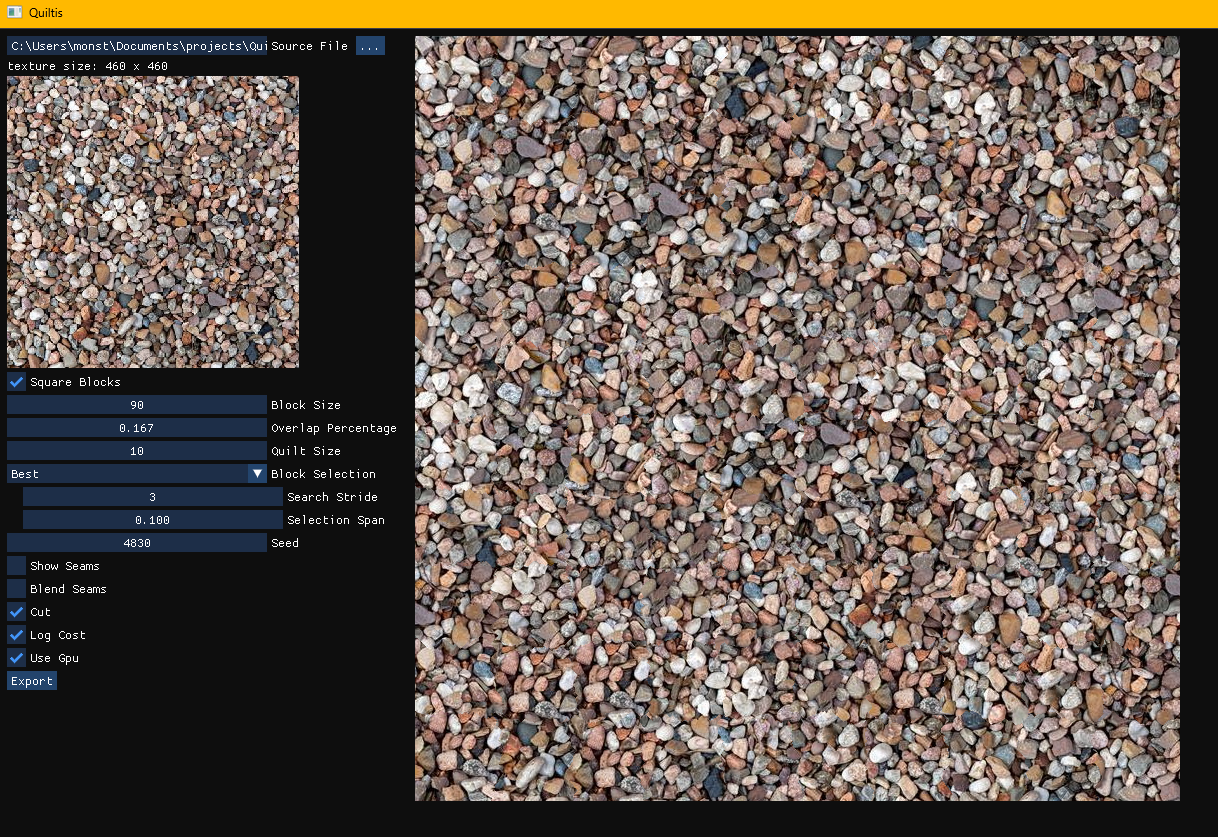 Quiltis
C:\Users\monst\Documents\projects\Qui Source File ...
texture size: 460 x 460
Square Blocks
90 Block Size
0.167 Overlap Percentage
10 Quilt Size
Best Block Selection
3 Search Stride
0.100 Selection Span
4830 Seed
Show Seams
Blend Seams
Cut
Log Cost
Use Gpu
Export